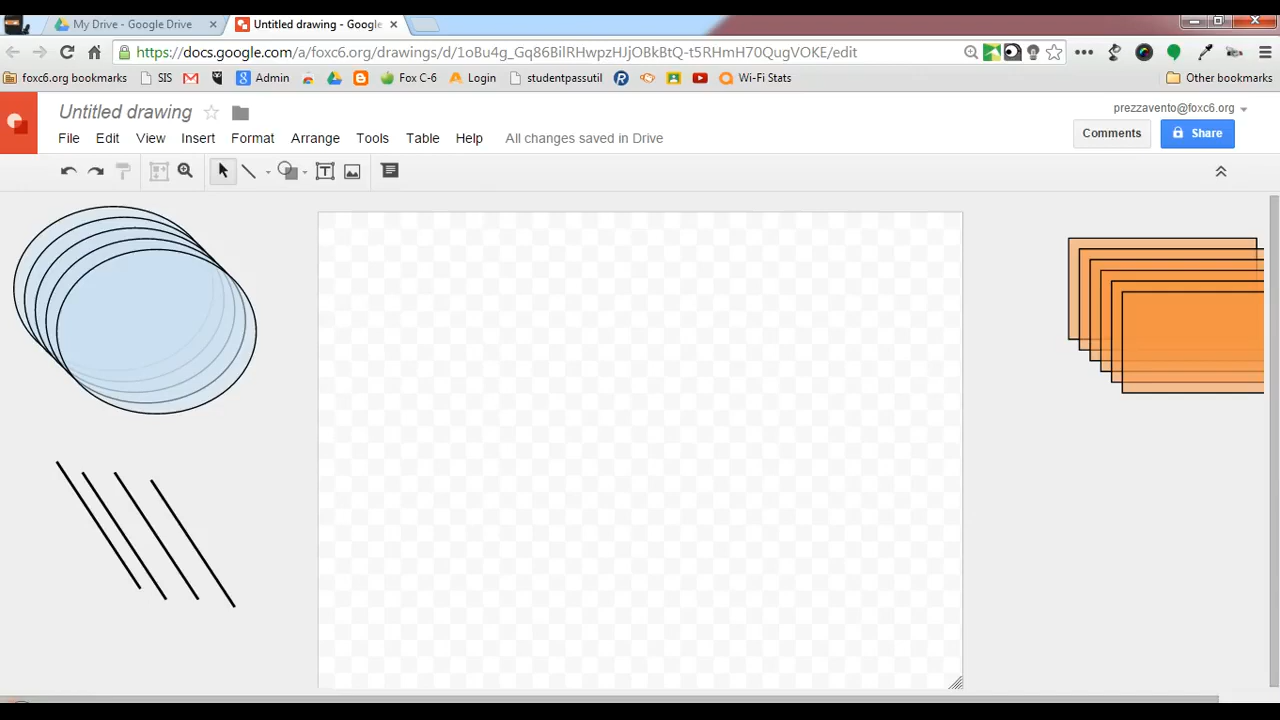 My Drive - Google Drive
Untitled drawing - Google
https://docs.google.com/a/foxc6.org/drawings/d/1oBu4g_Gq86BilRHwpzHJjOBkBtQ-t5RHmH70QugVOKE/edit
foxc6.org bookmarks SIS Admin Fox C-6 Login studentpassutil Wi-Fi Stats Other bookmarks
Untitled drawing
prezzavento@foxc6.org
File Edit View Insert Format Arrange Tools Table Help All changes saved in Drive
Comments Share